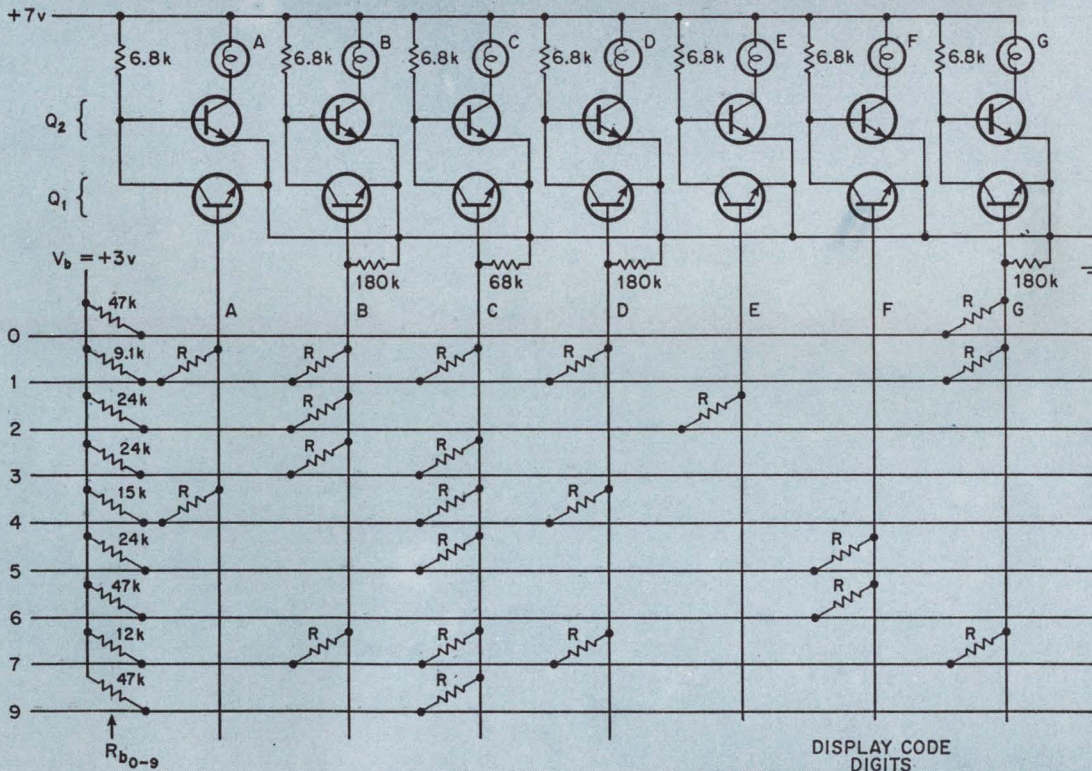 +7v
A B C D E F G
6.8k 6.8k 6.8k 6.8k 6.8k 6.8k 6.8k
Q2 {
Q1 {
Vb = +3v
180k 68k 180k 180k
47k A B C D E F R G
0
9.1k R R R R R
1
24k R R
2
24k R R
3
15k R R R
4
24k R R
5
47k R
6
12k R R R R
7
47k R
9
Rb0-9
DISPLAY CODE
DIGITS